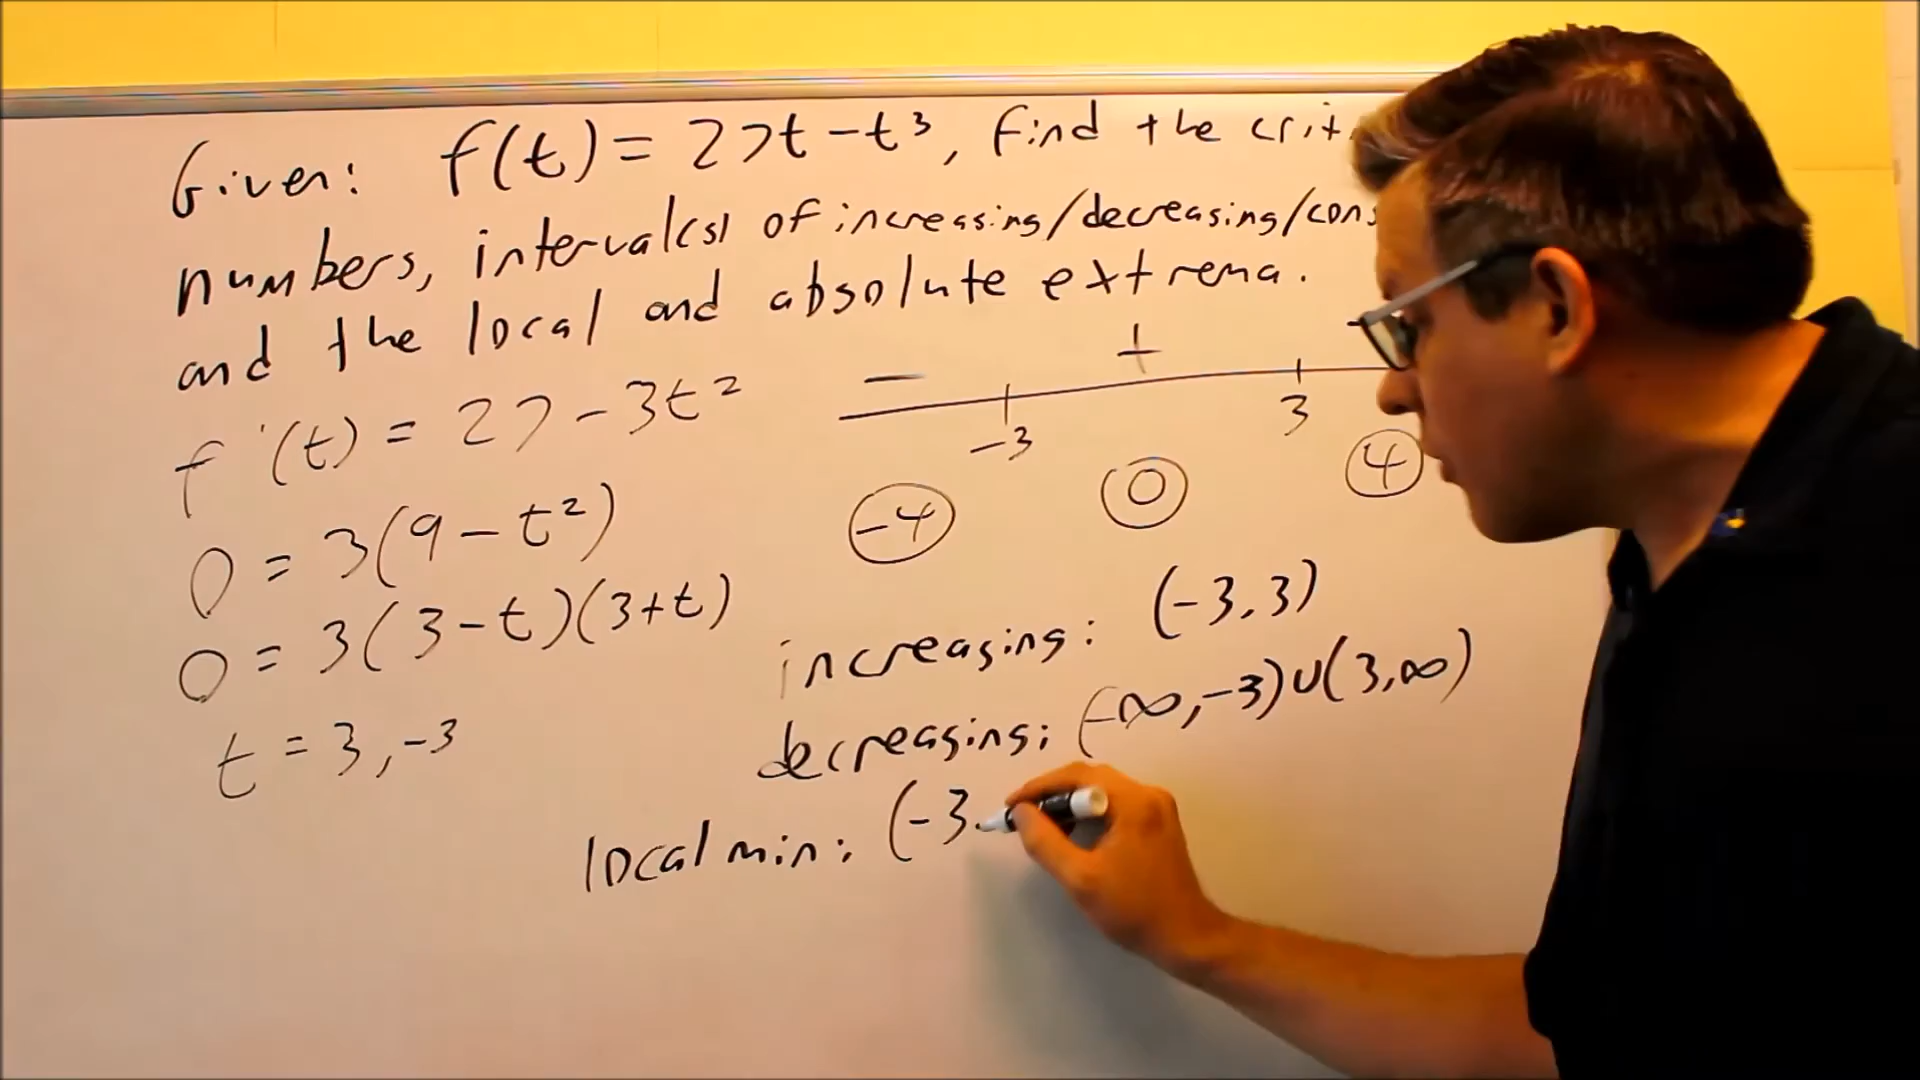 Given: f(t) = 27t - t³, find the crit
numbers, interval(s) of increasing/decreasing/cons
and the local and absolute extrema.
f'(t) = 27 - 3t²
0 = 3(9 - t²)
0 = 3(3-t)(3+t)
t = 3, -3
− +
-3 3
-4 0 4
increasing: (-3,3)
decreasing: (-∞,-3)∪(3,∞)
local min: (-3,